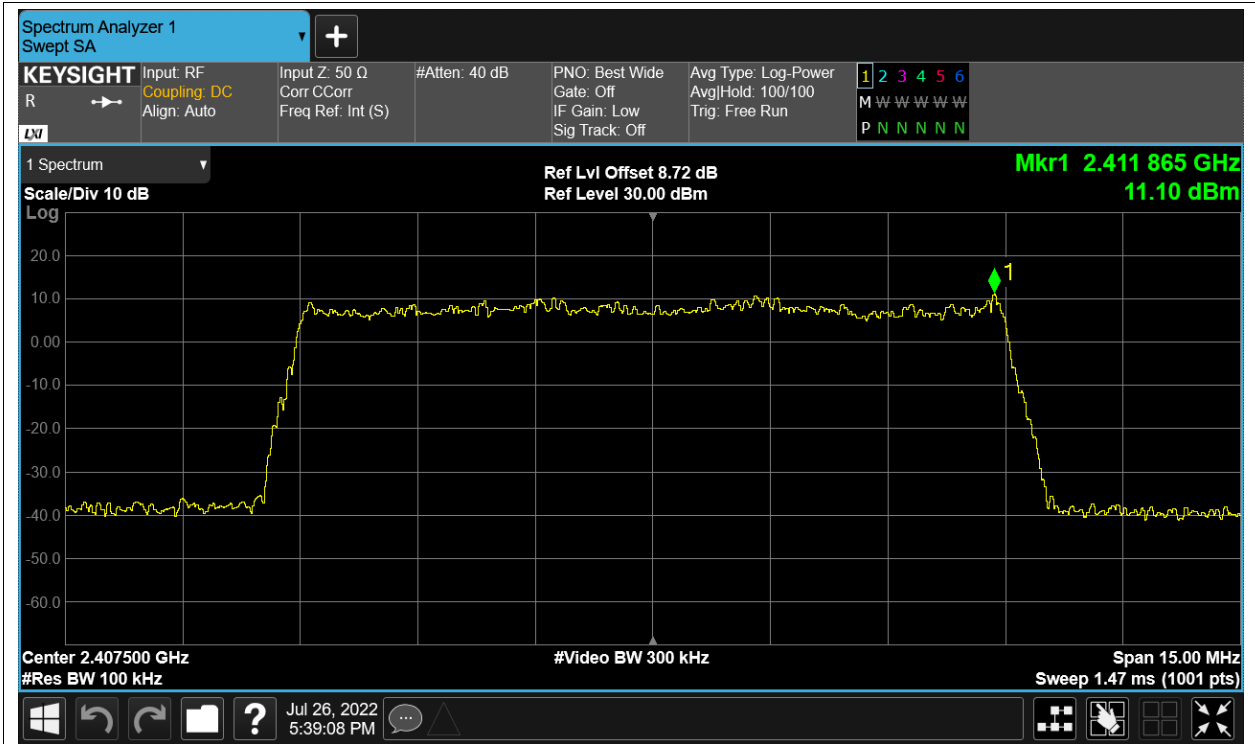 Spectrum Analyzer 1
Swept SA
KEYSIGHT
R
LXI
Input: RF
Coupling: DC
Align: Auto
Input Z: 50 Ω
Corr CCorr
Freq Ref: Int (S)
#Atten: 40 dB
PNO: Best Wide
Gate: Off
IF Gain: Low
Sig Track: Off
Avg Type: Log-Power
Avg|Hold: 100/100
Trig: Free Run
1 2 3 4 5 6
M W W W W W
P N N N N N
1 Spectrum
Scale/Div 10 dB
Log
Ref Lvl Offset 8.72 dB
Ref Level 30.00 dBm
Mkr1 2.411 865 GHz
11.10 dBm
1
20.0
10.0
0.00
-10.0
-20.0
-30.0
-40.0
-50.0
-60.0
Center 2.407500 GHz
#Res BW 100 kHz
#Video BW 300 kHz
Span 15.00 MHz
Sweep 1.47 ms (1001 pts)
?
Jul 26, 2022
5:39:08 PM